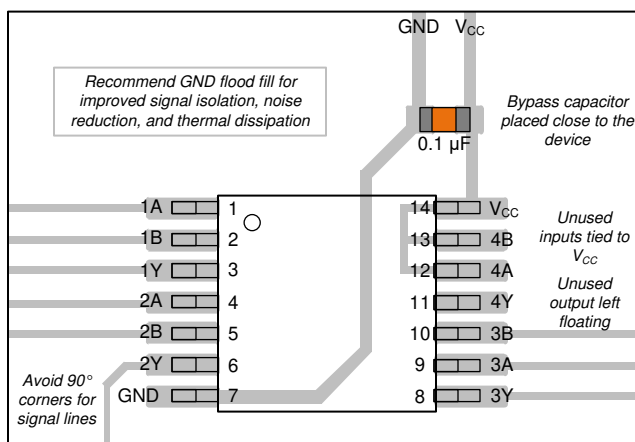 GND VCC
Recommend GND flood fill for
improved signal isolation, noise
reduction, and thermal dissipation
Bypass capacitor
placed close to the
device
0.1 µF
1A 1 14 VCC
1B 2 13 4B
1Y 3 12 4A
2A 4 11 4Y
2B 5 10 3B
2Y 6 9 3A
GND 7 8 3Y
Unused
inputs tied to
VCC
Unused
output left
floating
Avoid 90°
corners for
signal lines